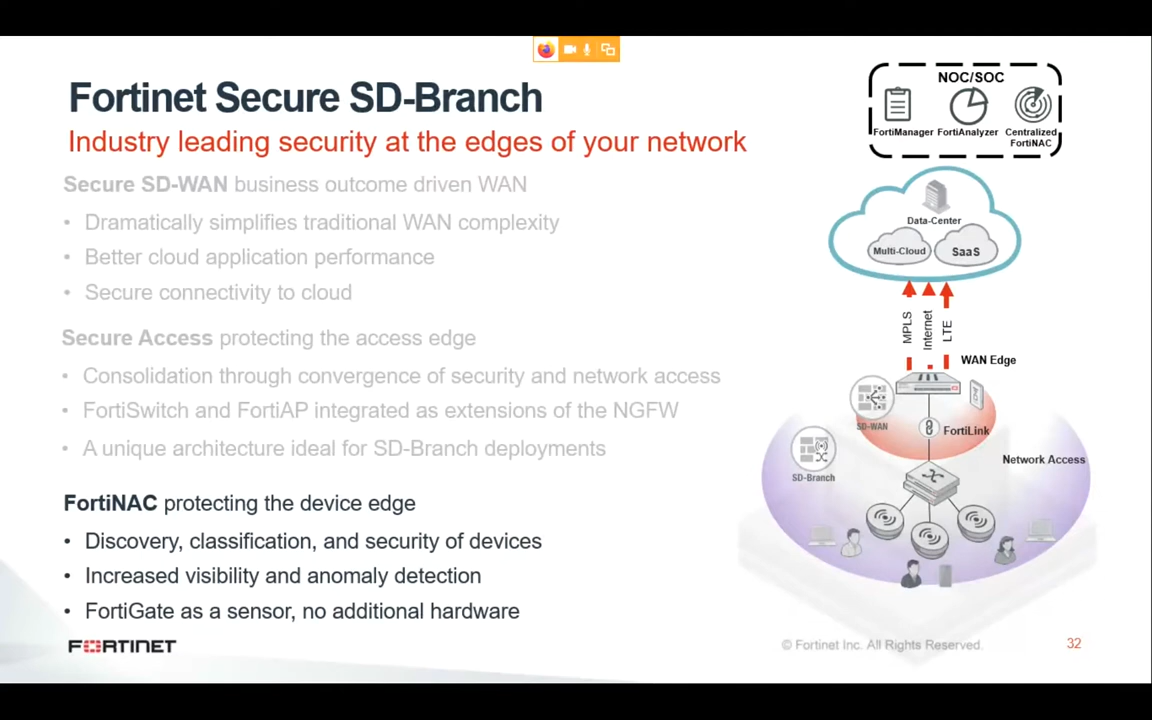 Fortinet Secure SD-Branch
Industry leading security at the edges of your network
Secure SD-WAN business outcome driven WAN
• Dramatically simplifies traditional WAN complexity
• Better cloud application performance
• Secure connectivity to cloud
Secure Access protecting the access edge
• Consolidation through convergence of security and network access
• FortiSwitch and FortiAP integrated as extensions of the NGFW
• A unique architecture ideal for SD-Branch deployments
FortiNAC protecting the device edge
• Discovery, classification, and security of devices
• Increased visibility and anomaly detection
• FortiGate as a sensor, no additional hardware
NOC/SOC
FortiManager FortiAnalyzer Centralized
FortiNAC
Data-Center
Multi-Cloud SaaS
MPLS
Internet
LTE
WAN Edge
SD-WAN
FortiLink
Network Access
SD-Branch
FORTINET
© Fortinet Inc. All Rights Reserved.
32